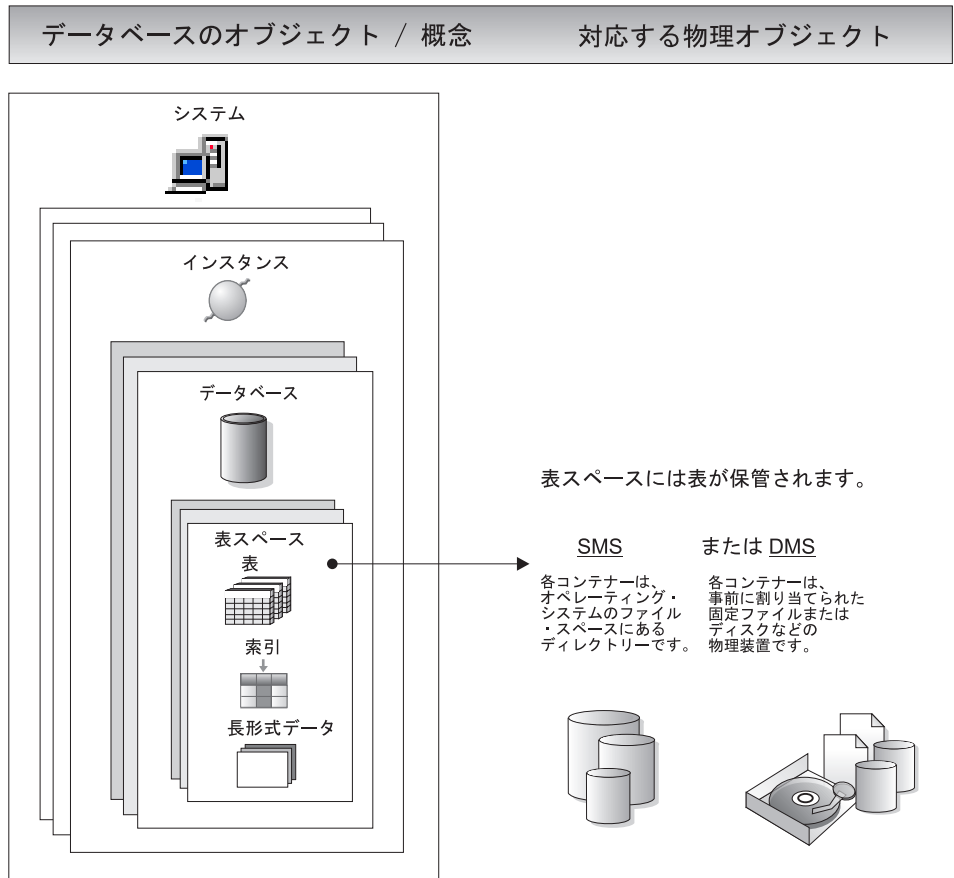 データベースのオブジェクト / 概念
対応する物理オブジェクト
システム
インスタンス
データベース
表スペース
表
索引
長形式データ
表スペースには表が保管されます。
SMS
または DMS
各コンテナーは、
オペレーティング・
システムのファイル
・スペースにある
ディレクトリーです。
各コンテナーは、
事前に割り当てられた
固定ファイルまたは
ディスクなどの
物理装置です。